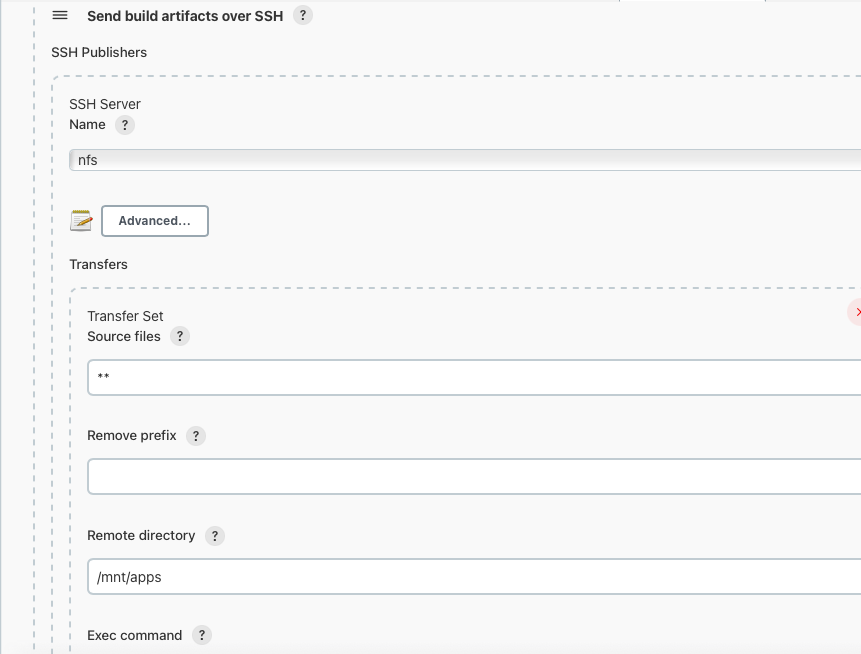 Send build artifacts over SSH ?
SSH Publishers
SSH Server
Name ?
nfs
Advanced...
Transfers
Transfer Set
Source files ?
**
Remove prefix ?
Remote directory ?
/mnt/apps
Exec command ?